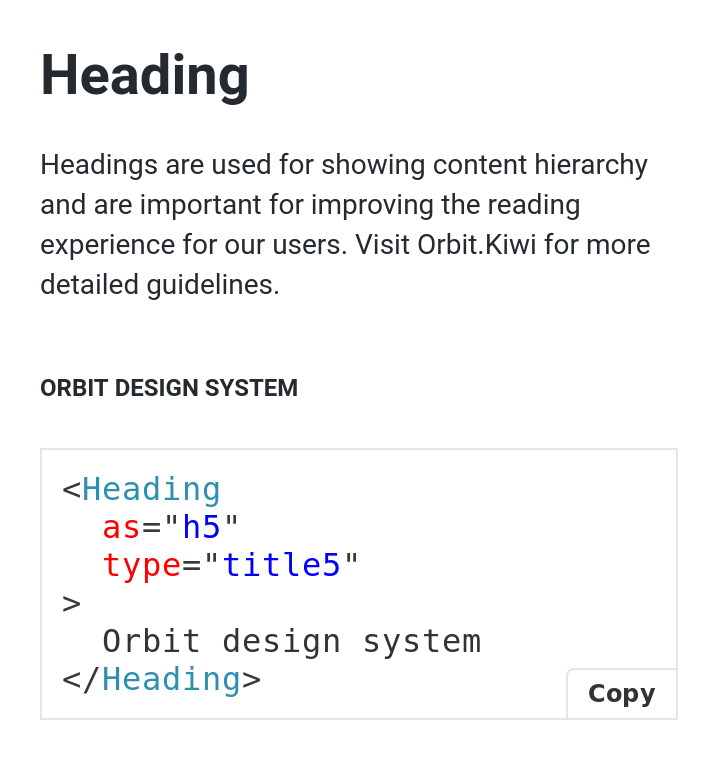 Heading
Headings are used for showing content hierarchy
and are important for improving the reading
experience for our users. Visit Orbit.Kiwi for more
detailed guidelines.
ORBIT DESIGN SYSTEM
<Heading
  as="h5"
  type="title5"
>
  Orbit design system
</Heading>
Copy